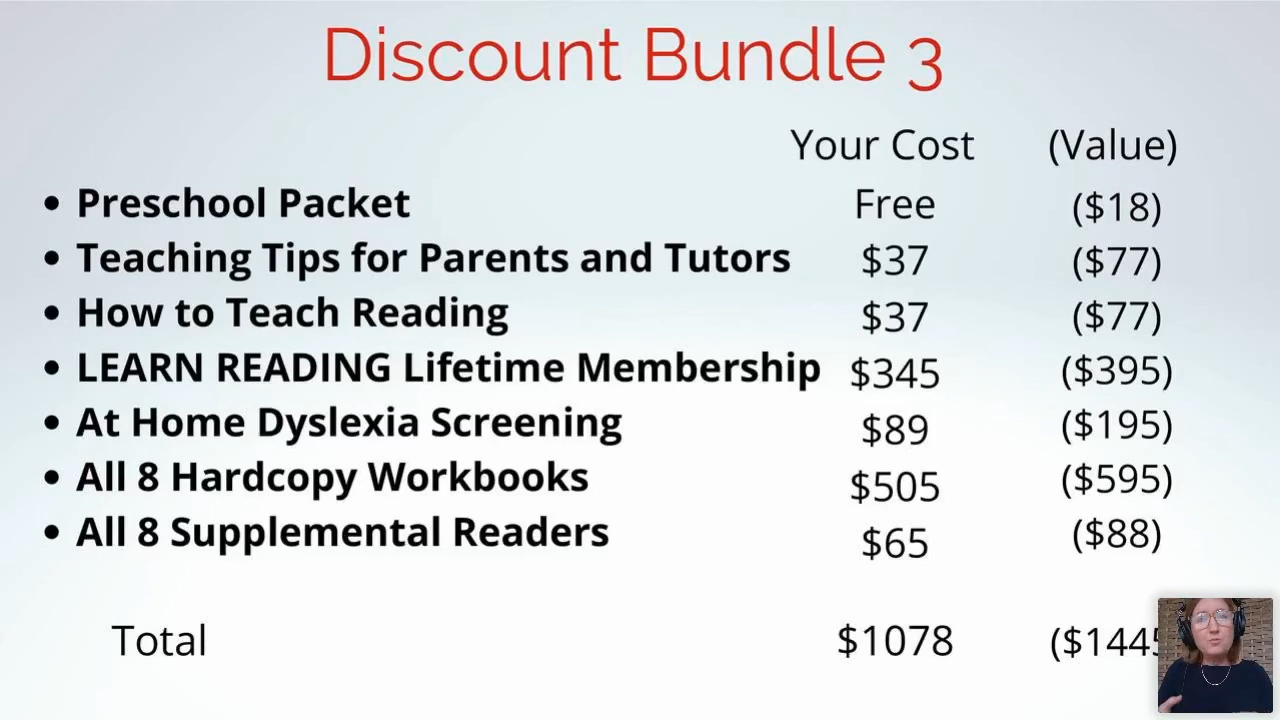 Discount Bundle 3
Your Cost (Value)
• Preschool Packet Free ($18)
• Teaching Tips for Parents and Tutors $37 ($77)
• How to Teach Reading $37 ($77)
• LEARN READING Lifetime Membership $345 ($395)
• At Home Dyslexia Screening $89 ($195)
• All 8 Hardcopy Workbooks $505 ($595)
• All 8 Supplemental Readers $65 ($88)
Total $1078 ($1445